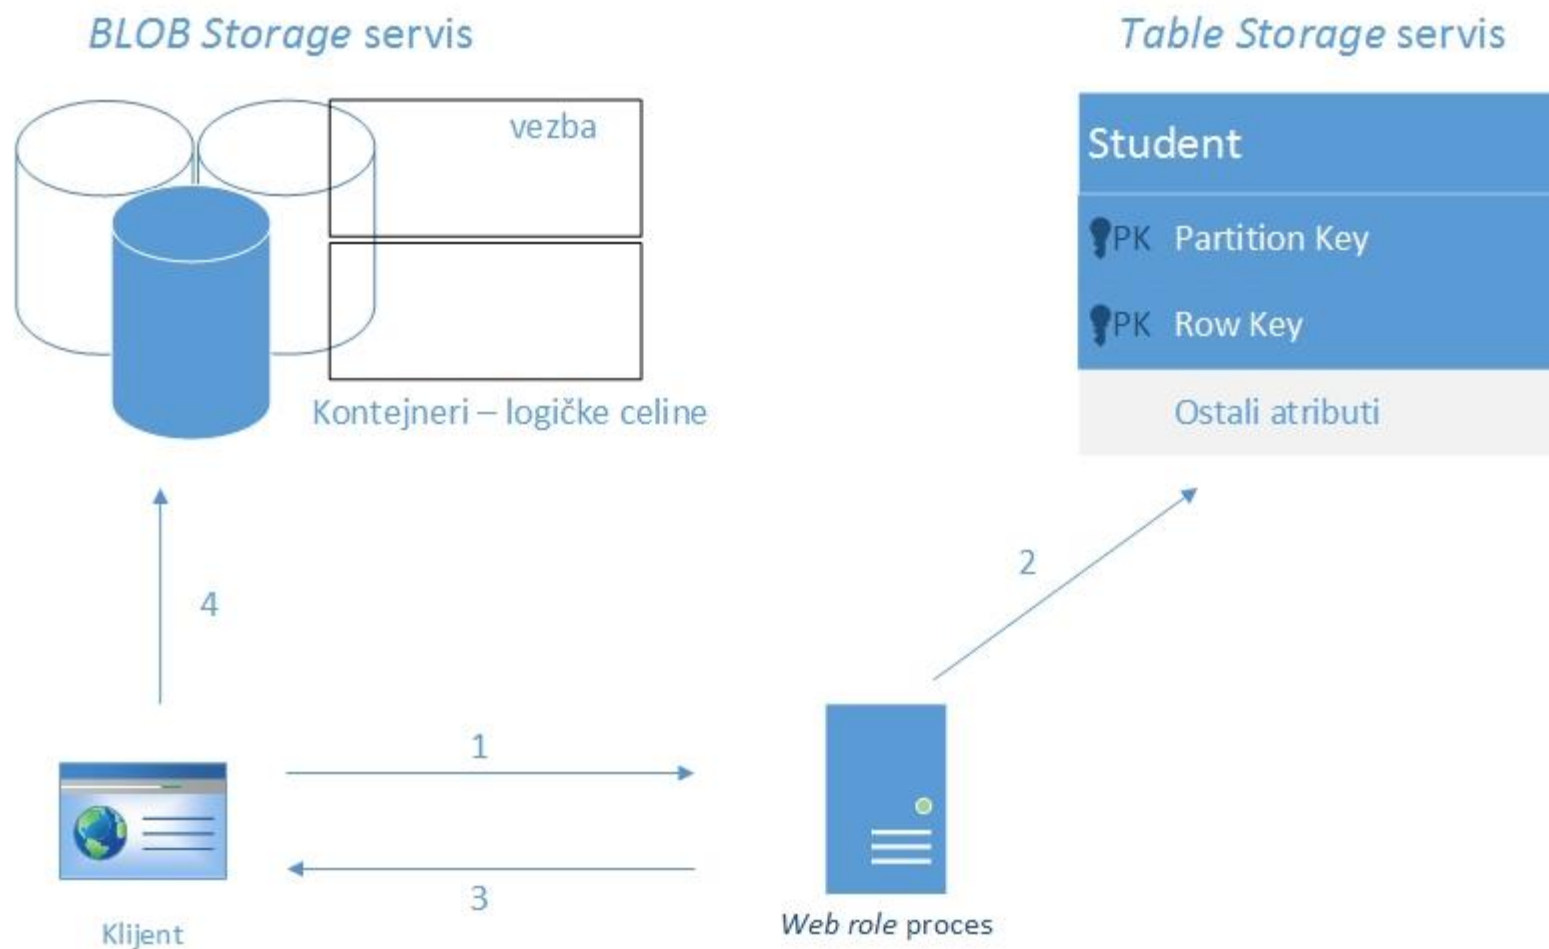 BLOB Storage servis
Table Storage servis
vezba
Kontejneri – logičke celine
Student
PK Partition Key
PK Row Key
Ostali atributi
4
2
1
3
Klijent
Web role proces